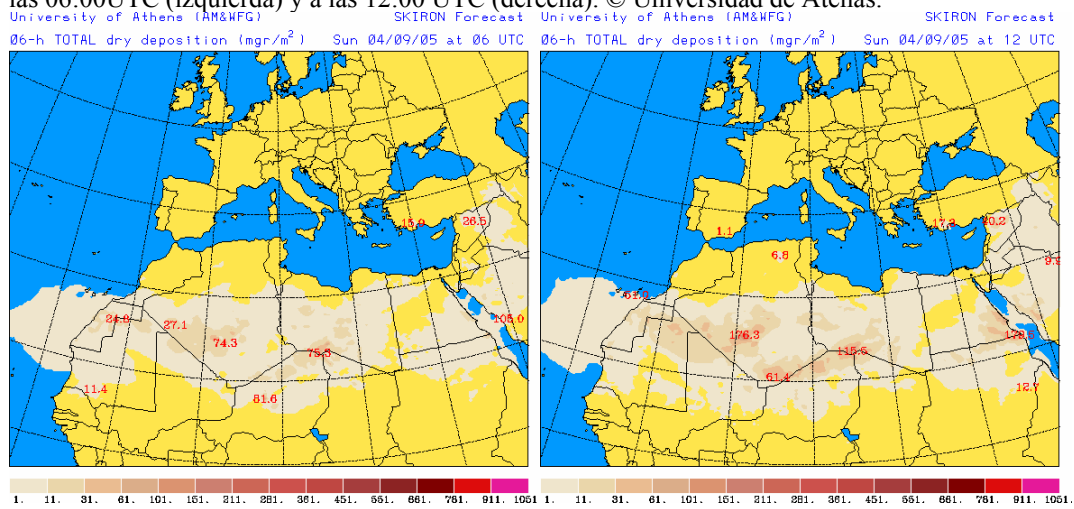 las 06:00UTC (izquierda) y a las 12:00 UTC (derecha). © Universidad de Atenas.
University of Athens (AM&WFG) SKIRON Forecast
06-h TOTAL dry deposition (mgr/m²) Sun 04/09/05 at 06 UTC
15.9
26.5
24.8
27.1
105.0
74.3
75.3
11.4
81.6
1. 11. 31. 61. 101. 151. 211. 281. 361. 451. 551. 661. 781. 911. 1051
University of Athens (AM&WFG) SKIRON Forecast
06-h TOTAL dry deposition (mgr/m²) Sun 04/09/05 at 12 UTC
1.1
17.3
6.8
176.3
115.5
61.4
12.7
1. 11. 31. 61. 101. 151. 211. 281. 361. 451. 551. 661. 781. 911. 1051.